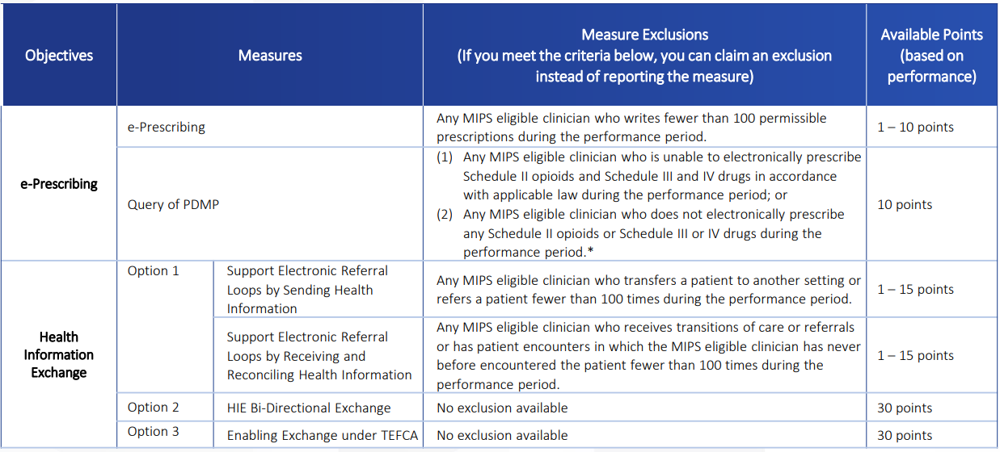 Objectives
Measures
Measure Exclusions
(If you meet the criteria below, you can claim an exclusion
instead of reporting the measure)
Available Points
(based on
performance)
e-Prescribing
e-Prescribing
Any MIPS eligible clinician who writes fewer than 100 permissible
prescriptions during the performance period.
1 – 10 points
Query of PDMP
(1) Any MIPS eligible clinician who is unable to electronically prescribe
Schedule II opioids and Schedule III and IV drugs in accordance
with applicable law during the performance period; or
(2) Any MIPS eligible clinician who does not electronically prescribe
any Schedule II opioids or Schedule III or IV drugs during the
performance period.*
10 points
Health
Information
Exchange
Option 1
Support Electronic Referral
Loops by Sending Health
Information
Any MIPS eligible clinician who transfers a patient to another setting or
refers a patient fewer than 100 times during the performance period.
1 – 15 points
Support Electronic Referral
Loops by Receiving and
Reconciling Health Information
Any MIPS eligible clinician who receives transitions of care or referrals
or has patient encounters in which the MIPS eligible clinician has never
before encountered the patient fewer than 100 times during the
performance period.
1 – 15 points
Option 2
HIE Bi-Directional Exchange
No exclusion available
30 points
Option 3
Enabling Exchange under TEFCA
No exclusion available
30 points